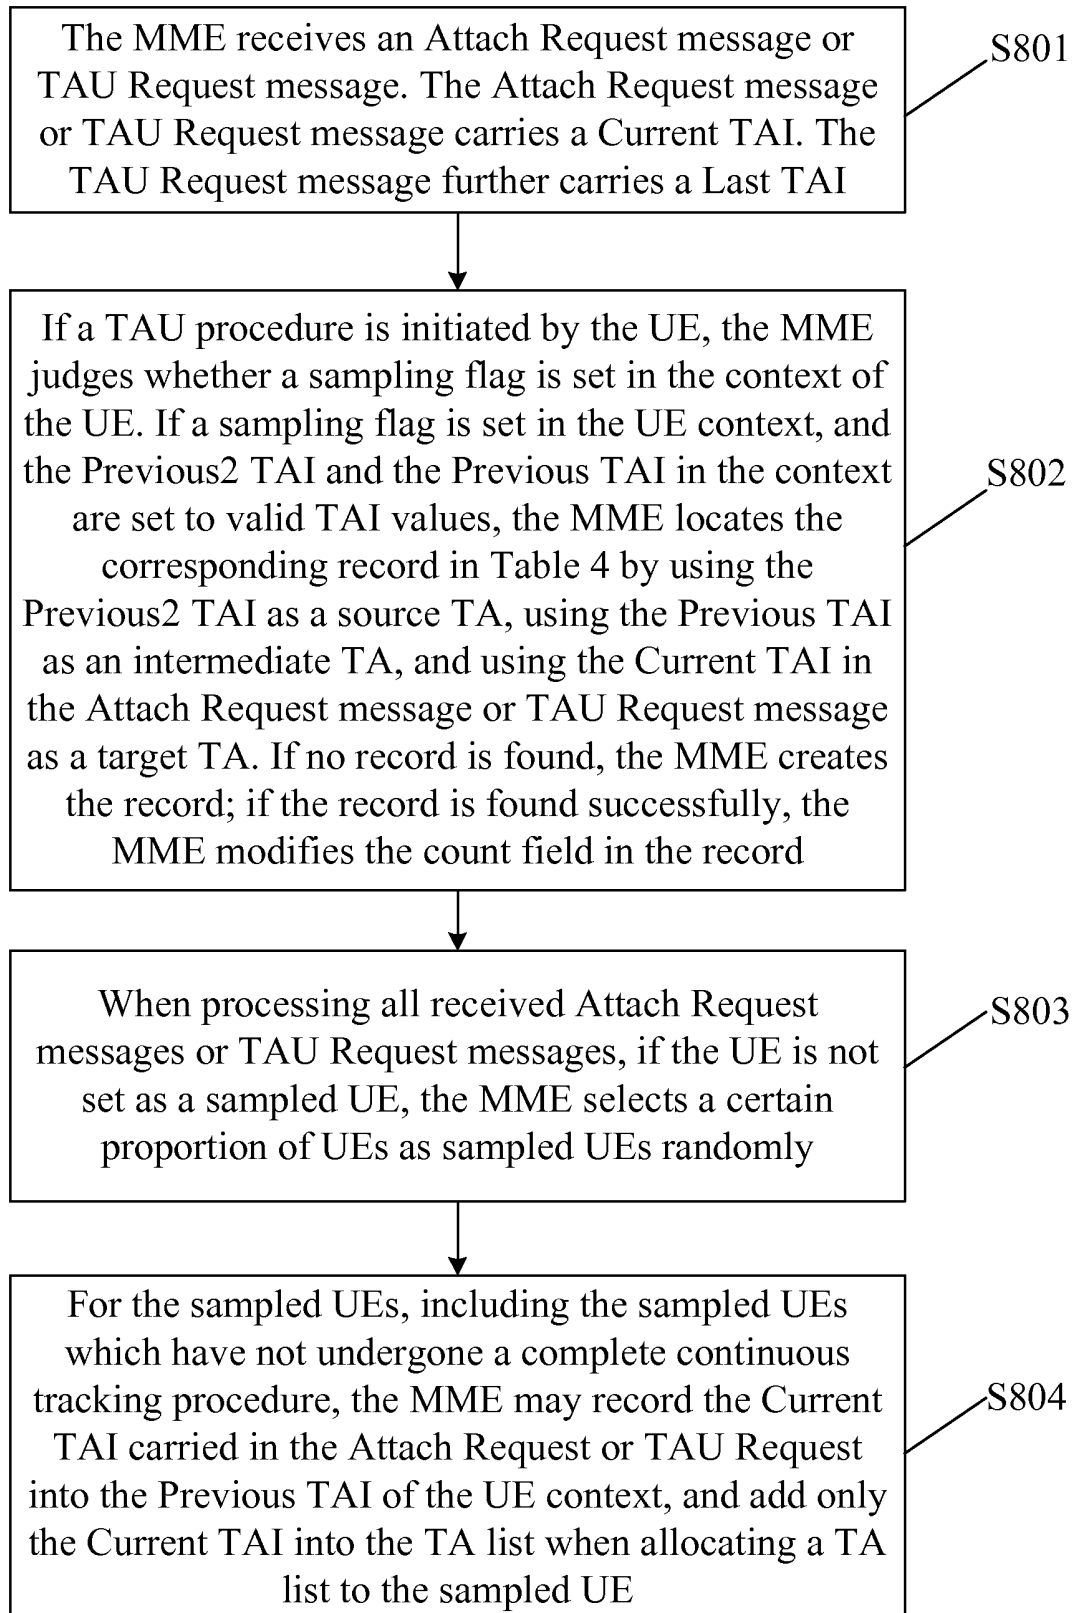 The MME receives an Attach Request message or
TAU Request message. The Attach Request message
or TAU Request message carries a Current TAI. The
TAU Request message further carries a Last TAI
S801
If a TAU procedure is initiated by the UE, the MME
judges whether a sampling flag is set in the context of
the UE. If a sampling flag is set in the UE context, and
the Previous2 TAI and the Previous TAI in the context
are set to valid TAI values, the MME locates the
corresponding record in Table 4 by using the
Previous2 TAI as a source TA, using the Previous TAI
as an intermediate TA, and using the Current TAI in
the Attach Request message or TAU Request message
as a target TA. If no record is found, the MME creates
the record; if the record is found successfully, the
MME modifies the count field in the record
S802
When processing all received Attach Request
messages or TAU Request messages, if the UE is not
set as a sampled UE, the MME selects a certain
proportion of UEs as sampled UEs randomly
S803
For the sampled UEs, including the sampled UEs
which have not undergone a complete continuous
tracking procedure, the MME may record the Current
TAI carried in the Attach Request or TAU Request
into the Previous TAI of the UE context, and add only
the Current TAI into the TA list when allocating a TA
list to the sampled UE
S804